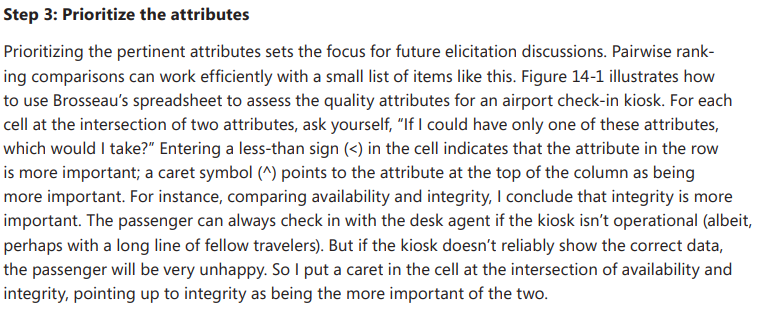 Step 3: Prioritize the attributes
Prioritizing the pertinent attributes sets the focus for future elicitation discussions. Pairwise rank-
ing comparisons can work efficiently with a small list of items like this. Figure 14-1 illustrates how
to use Brosseau’s spreadsheet to assess the quality attributes for an airport check-in kiosk. For each
cell at the intersection of two attributes, ask yourself, “If I could have only one of these attributes,
which would I take?” Entering a less-than sign (<) in the cell indicates that the attribute in the row
is more important; a caret symbol (^) points to the attribute at the top of the column as being
more important. For instance, comparing availability and integrity, I conclude that integrity is more
important. The passenger can always check in with the desk agent if the kiosk isn’t operational (albeit,
perhaps with a long line of fellow travelers). But if the kiosk doesn’t reliably show the correct data,
the passenger will be very unhappy. So I put a caret in the cell at the intersection of availability and
integrity, pointing up to integrity as being the more important of the two.